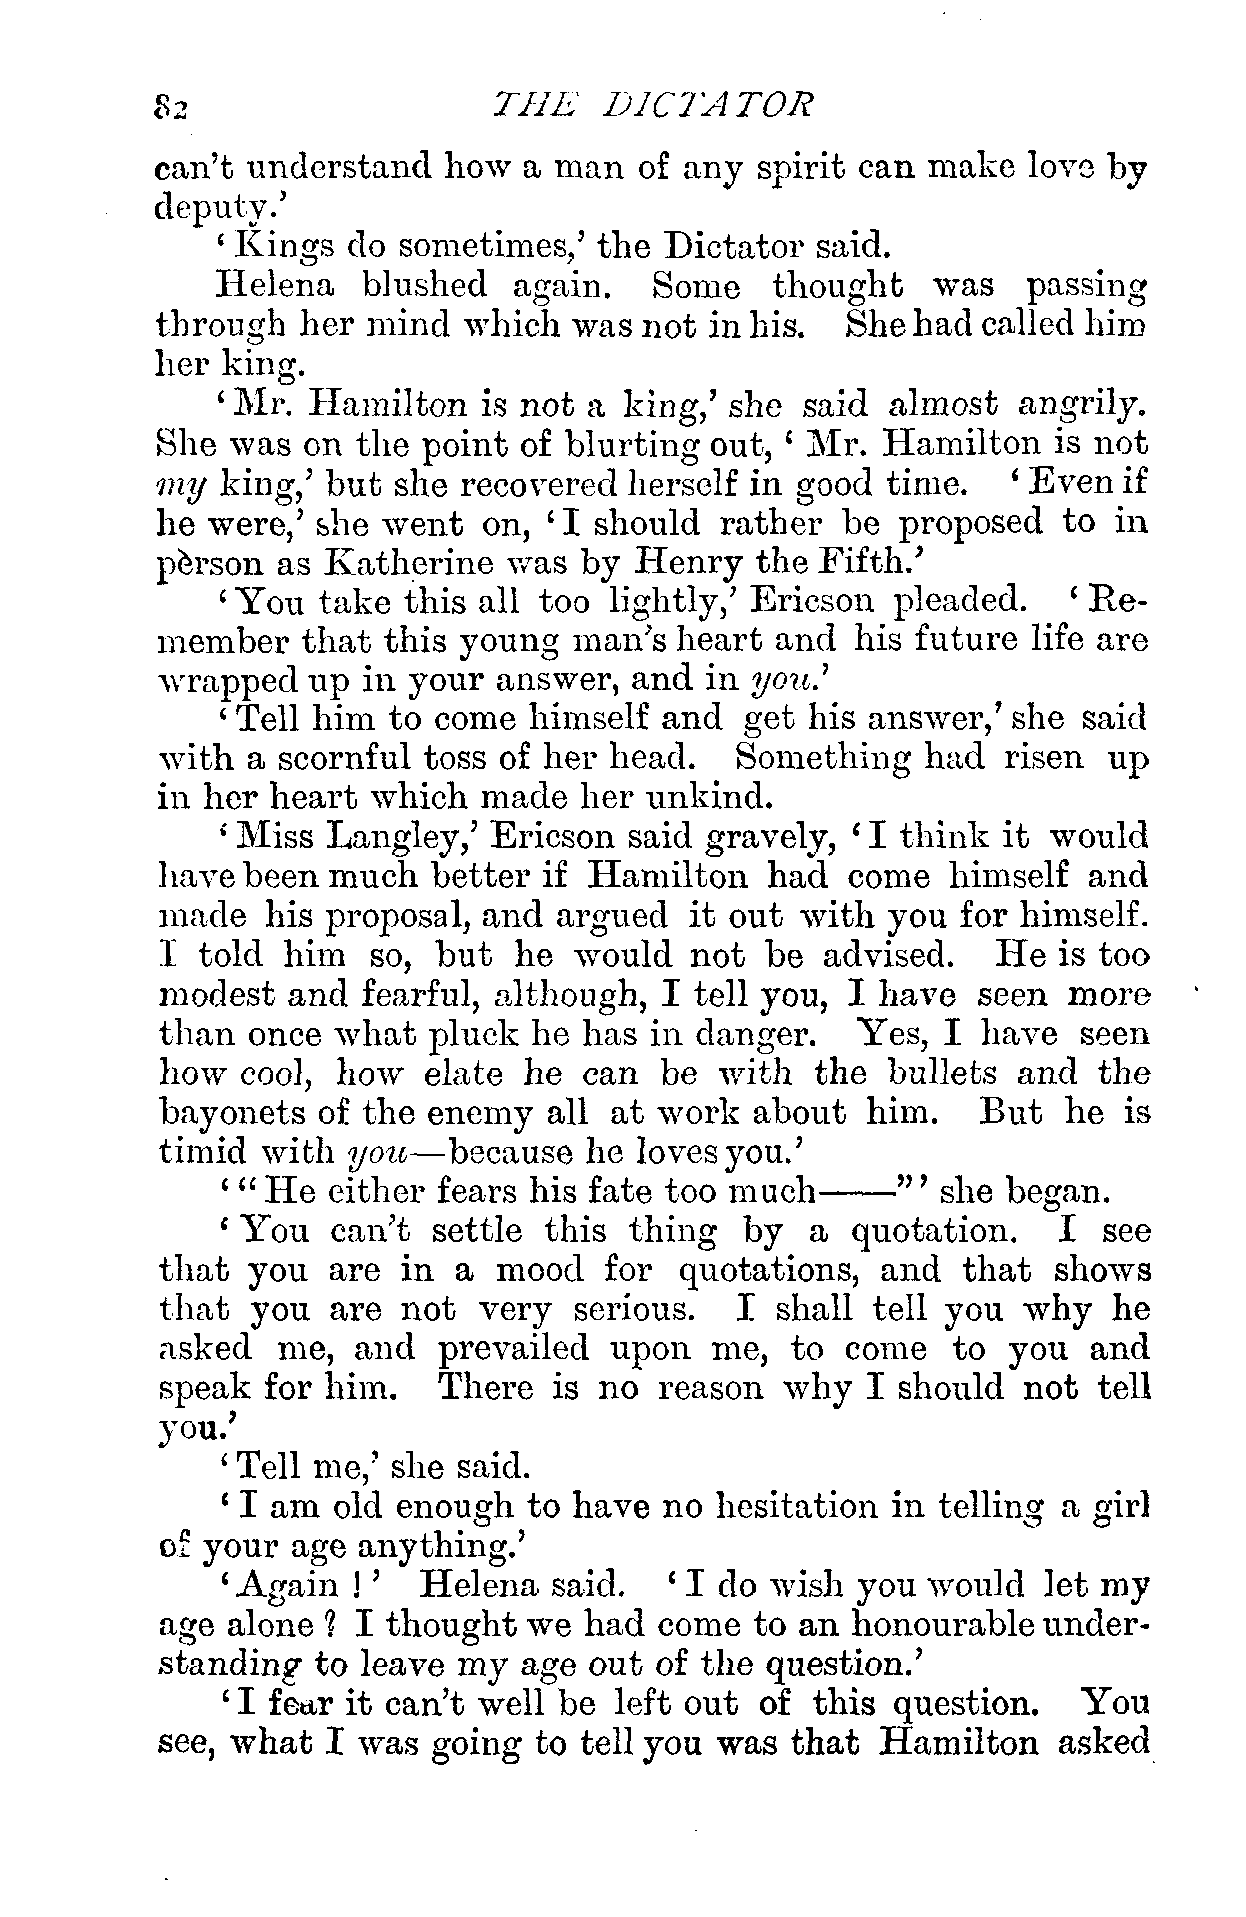 82 THE DICTATOR
can't understand how a man of any spirit can make love by
deputy.'
'Kings do sometimes,' the Dictator said.
Helena blushed again. Some thought was passing
through her mind which was not in his. She had called him
her king.
'Mr. Hamilton is not a king,' she said almost angrily.
She was on the point of blurting out, 'Mr. Hamilton is not
my king,' but she recovered herself in good time. 'Even if
he were,' she went on, 'I should rather be proposed to in
pèrson as Katherine was by Henry the Fifth.'
'You take this all too lightly,' Ericson pleaded. 'Re-
member that this young man's heart and his future life are
wrapped up in your answer, and in you.'
'Tell him to come himself and get his answer,' she said
with a scornful toss of her head. Something had risen up
in her heart which made her unkind.
'Miss Langley,' Ericson said gravely, 'I think it would
have been much better if Hamilton had come himself and
made his proposal, and argued it out with you for himself.
I told him so, but he would not be advised. He is too
modest and fearful, although, I tell you, I have seen more
than once what pluck he has in danger. Yes, I have seen
how cool, how elate he can be with the bullets and the
bayonets of the enemy all at work about him. But he is
timid with you—because he loves you.'
'"He either fears his fate too much——"' she began.
'You can't settle this thing by a quotation. I see
that you are in a mood for quotations, and that shows
that you are not very serious. I shall tell you why he
asked me, and prevailed upon me, to come to you and
speak for him. There is no reason why I should not tell
you.'
'Tell me,' she said.
'I am old enough to have no hesitation in telling a girl
of your age anything.'
'Again!' Helena said. 'I do wish you would let my
age alone? I thought we had come to an honourable under-
standing to leave my age out of the question.'
'I fear it can't well be left out of this question. You
see, what I was going to tell you was that Hamilton asked